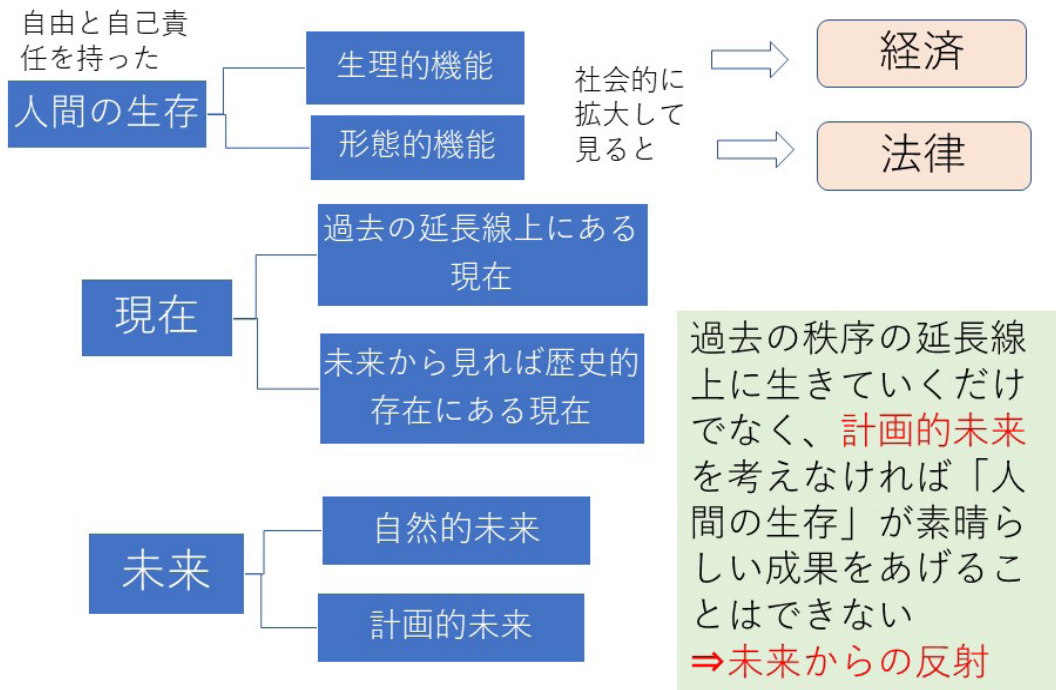 自由と自己責
任を持った
人間の生存
生理的機能
形態的機能
社会的に
拡大して
見ると
経済
法律
現在
過去の延長線上にある
現在
未来から見れば歴史的
存在にある現在
未来
自然的未来
計画的未来
過去の秩序の延長線
上に生きていくだけ
でなく、計画的未来
を考えなければ「人
間の生存」が素晴ら
しい成果をあげるこ
とはできない
⇒未来からの反射